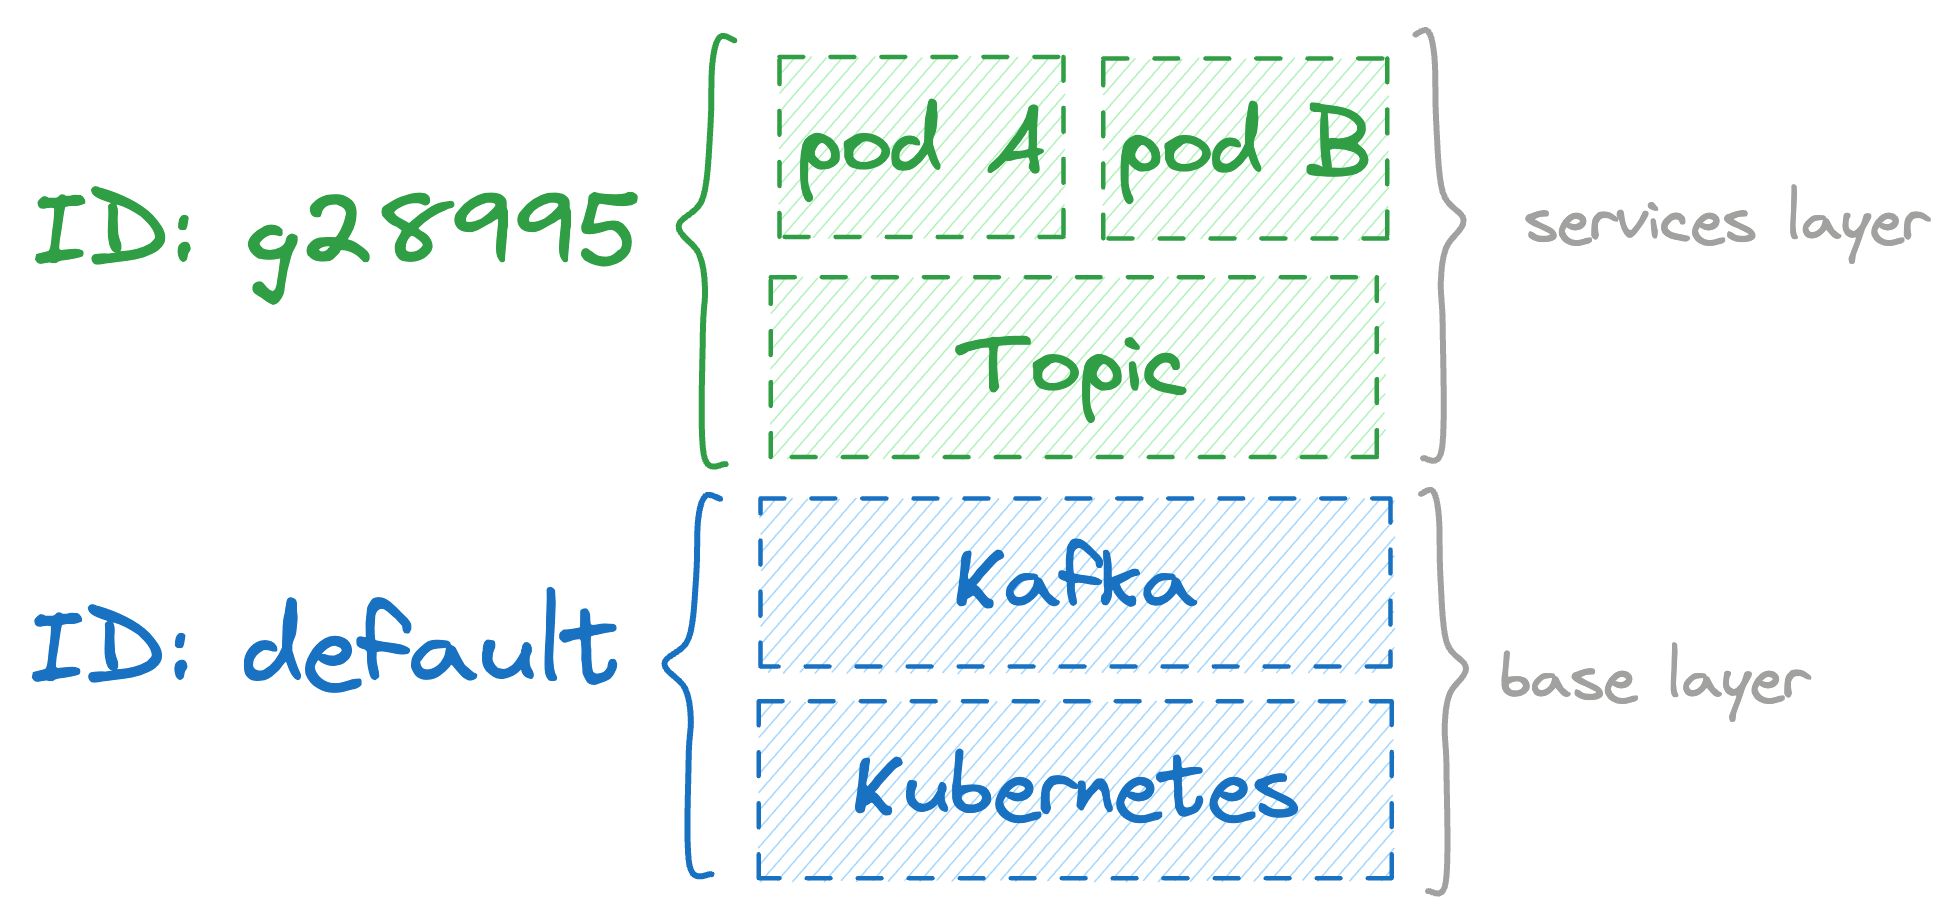 pod A
pod B
ID: g28995
services layer
Topic
Kafka
ID: default
base layer
Kubernetes